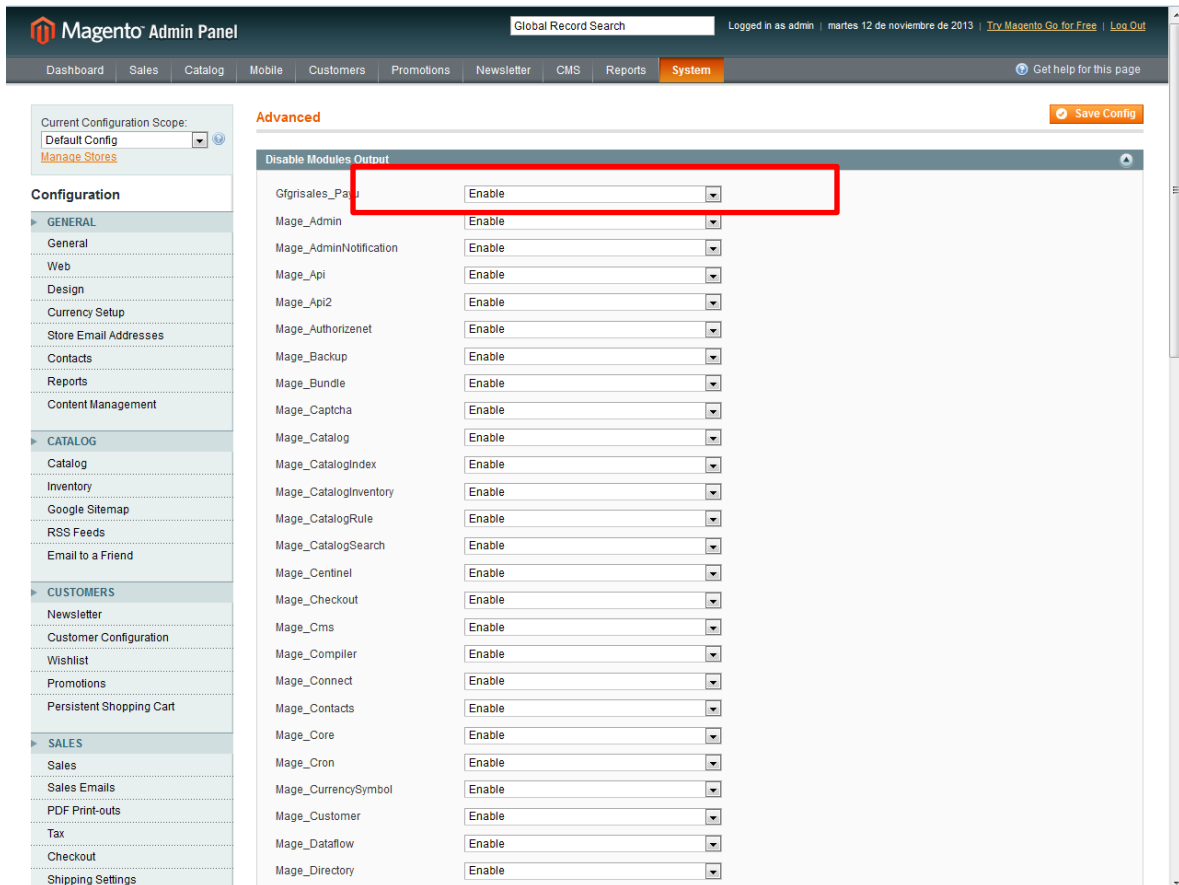 Magento™ Admin Panel
Global Record Search
Logged in as admin | martes 12 de noviembre de 2013 | Try Magento Go for Free | Log Out
Dashboard Sales Catalog Mobile Customers Promotions Newsletter CMS Reports System
Get help for this page
Current Configuration Scope:
Default Config
Manage Stores
Configuration
GENERAL
General
Web
Design
Currency Setup
Store Email Addresses
Contacts
Reports
Content Management
CATALOG
Catalog
Inventory
Google Sitemap
RSS Feeds
Email to a Friend
CUSTOMERS
Newsletter
Customer Configuration
Wishlist
Promotions
Persistent Shopping Cart
SALES
Sales
Sales Emails
PDF Print-outs
Tax
Checkout
Shipping Settings
Advanced
Save Config
Disable Modules Output
Gfgrisales_Payu Enable
Mage_Admin Enable
Mage_AdminNotification Enable
Mage_Api Enable
Mage_Api2 Enable
Mage_Authorizenet Enable
Mage_Backup Enable
Mage_Bundle Enable
Mage_Captcha Enable
Mage_Catalog Enable
Mage_CatalogIndex Enable
Mage_CatalogInventory Enable
Mage_CatalogRule Enable
Mage_CatalogSearch Enable
Mage_Centinel Enable
Mage_Checkout Enable
Mage_Cms Enable
Mage_Compiler Enable
Mage_Connect Enable
Mage_Contacts Enable
Mage_Core Enable
Mage_Cron Enable
Mage_CurrencySymbol Enable
Mage_Customer Enable
Mage_Dataflow Enable
Mage_Directory Enable